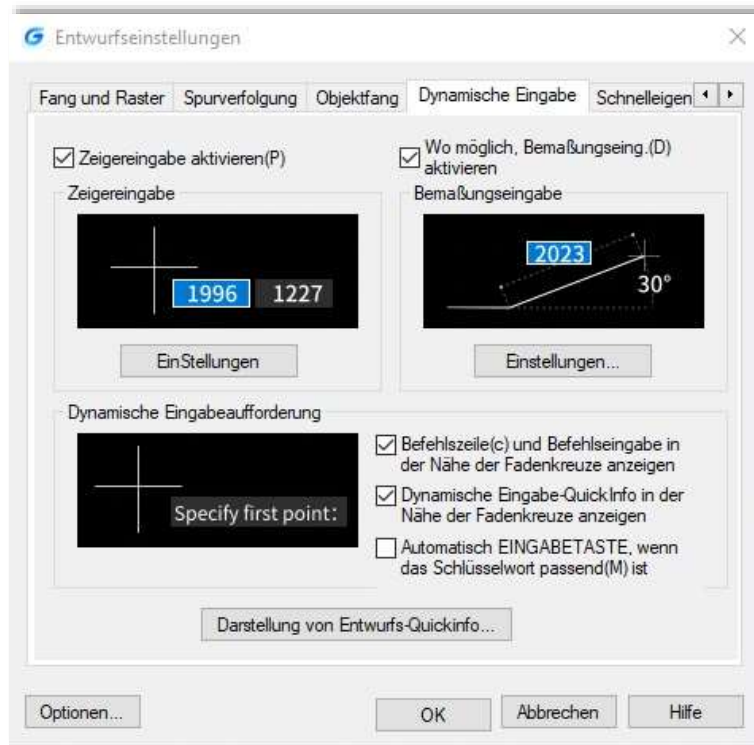 Entwurfseinstellungen
Fang und Raster Spurverfolgung Objektfang Dynamische Eingabe Schnelleigen
Zeigereingabe aktivieren(P)
Wo möglich, Bemaßungseing.(D)
aktivieren
Zeigereingabe
1996 1227
EinStellungen
Bemaßungseingabe
2023
30°
Einstellungen...
Dynamische Eingabeaufforderung
Specify first point:
Befehlszeile(c) und Befehlseingabe in
der Nähe der Fadenkreuze anzeigen
Dynamische Eingabe-QuickInfo in der
Nähe der Fadenkreuze anzeigen
Automatisch EINGABETASTE, wenn
das Schlüsselwort passend(M) ist
Darstellung von Entwurfs-Quickinfo...
Optionen... OK Abbrechen Hilfe